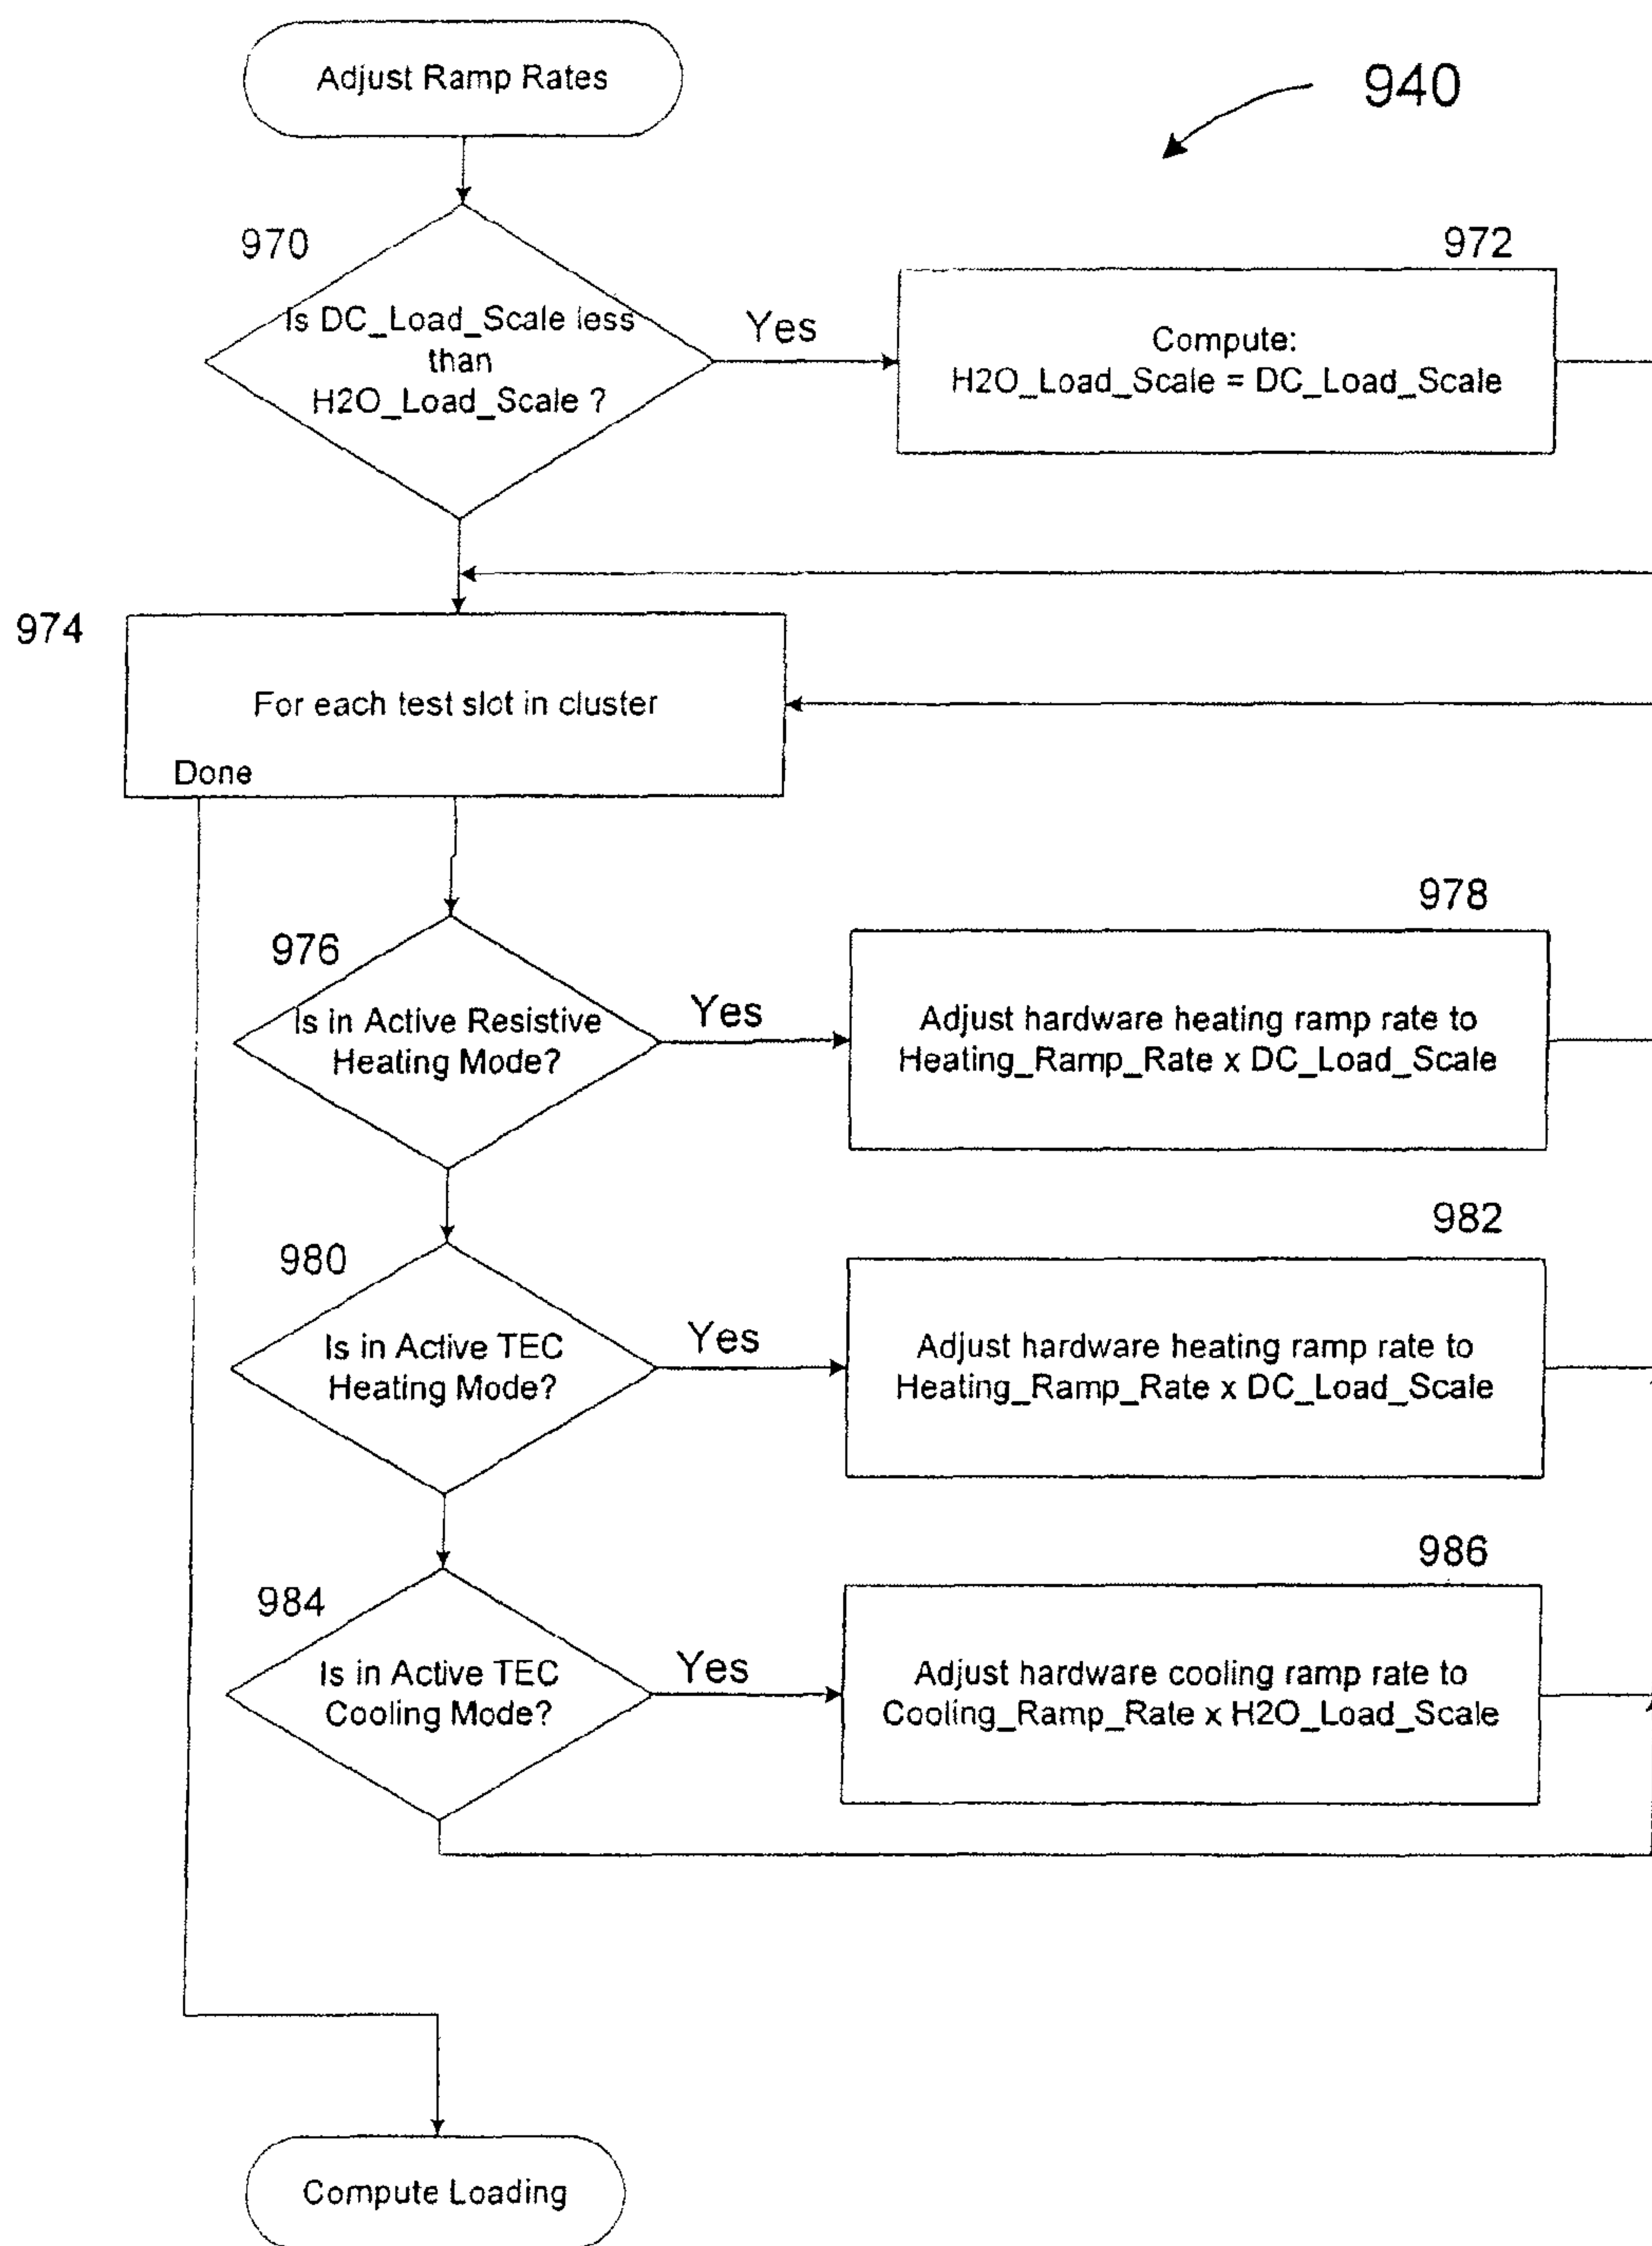 Adjust Ramp Rates
940
970
Is DC_Load_Scale less
than
H2O_Load_Scale ?
Yes
972
Compute:
H2O_Load_Scale = DC_Load_Scale
974
For each test slot in cluster
Done
976
Is in Active Resistive
Heating Mode?
Yes
978
Adjust hardware heating ramp rate to
Heating_Ramp_Rate x DC_Load_Scale
980
Is in Active TEC
Heating Mode?
Yes
982
Adjust hardware heating ramp rate to
Heating_Ramp_Rate x DC_Load_Scale
984
Is in Active TEC
Cooling Mode?
Yes
986
Adjust hardware cooling ramp rate to
Cooling_Ramp_Rate x H2O_Load_Scale
Compute Loading